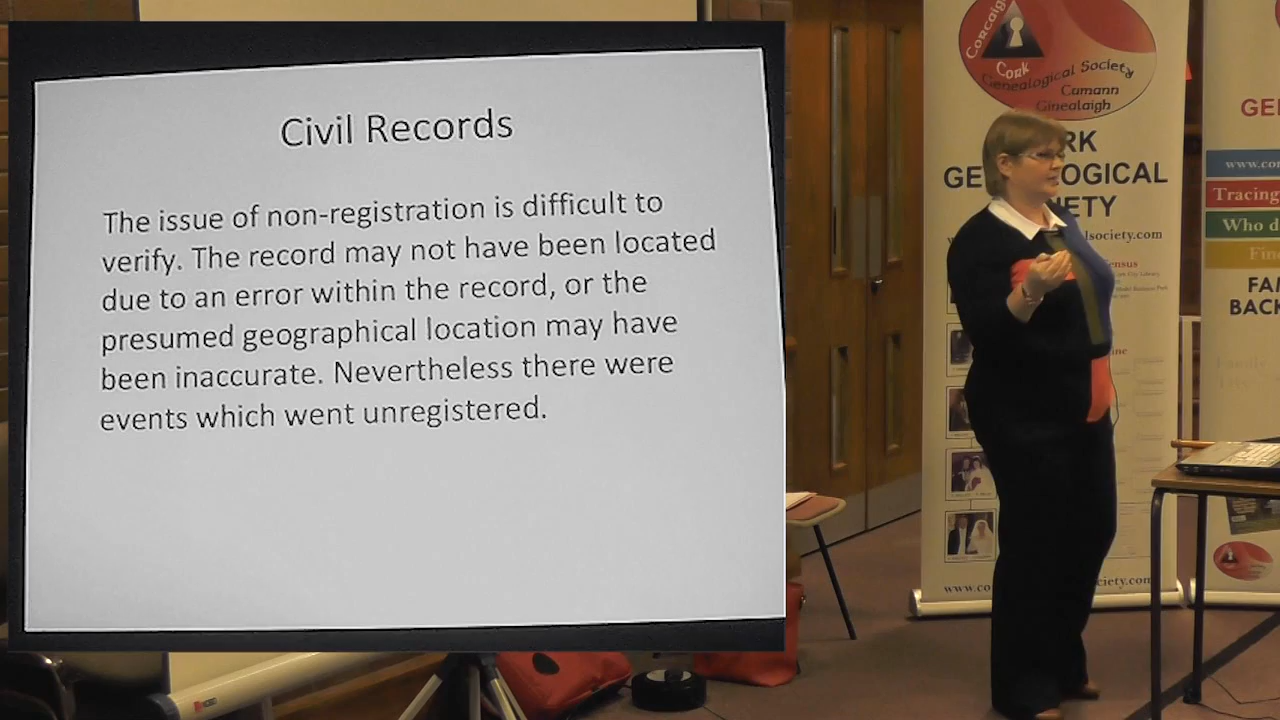 Civil Records
The issue of non-registration is difficult to
verify. The record may not have been located
due to an error within the record, or the
presumed geographical location may have
been inaccurate. Nevertheless there were
events which went unregistered.
Corcaigh
Cork
Genealogical Society
Cumann
Ginealaigh
RK
GE OGICAL
ETY
lsociety.com
ensus
www.co ciety.com
GE
www.co
Tracing
Who d
Fin
FA
BACK